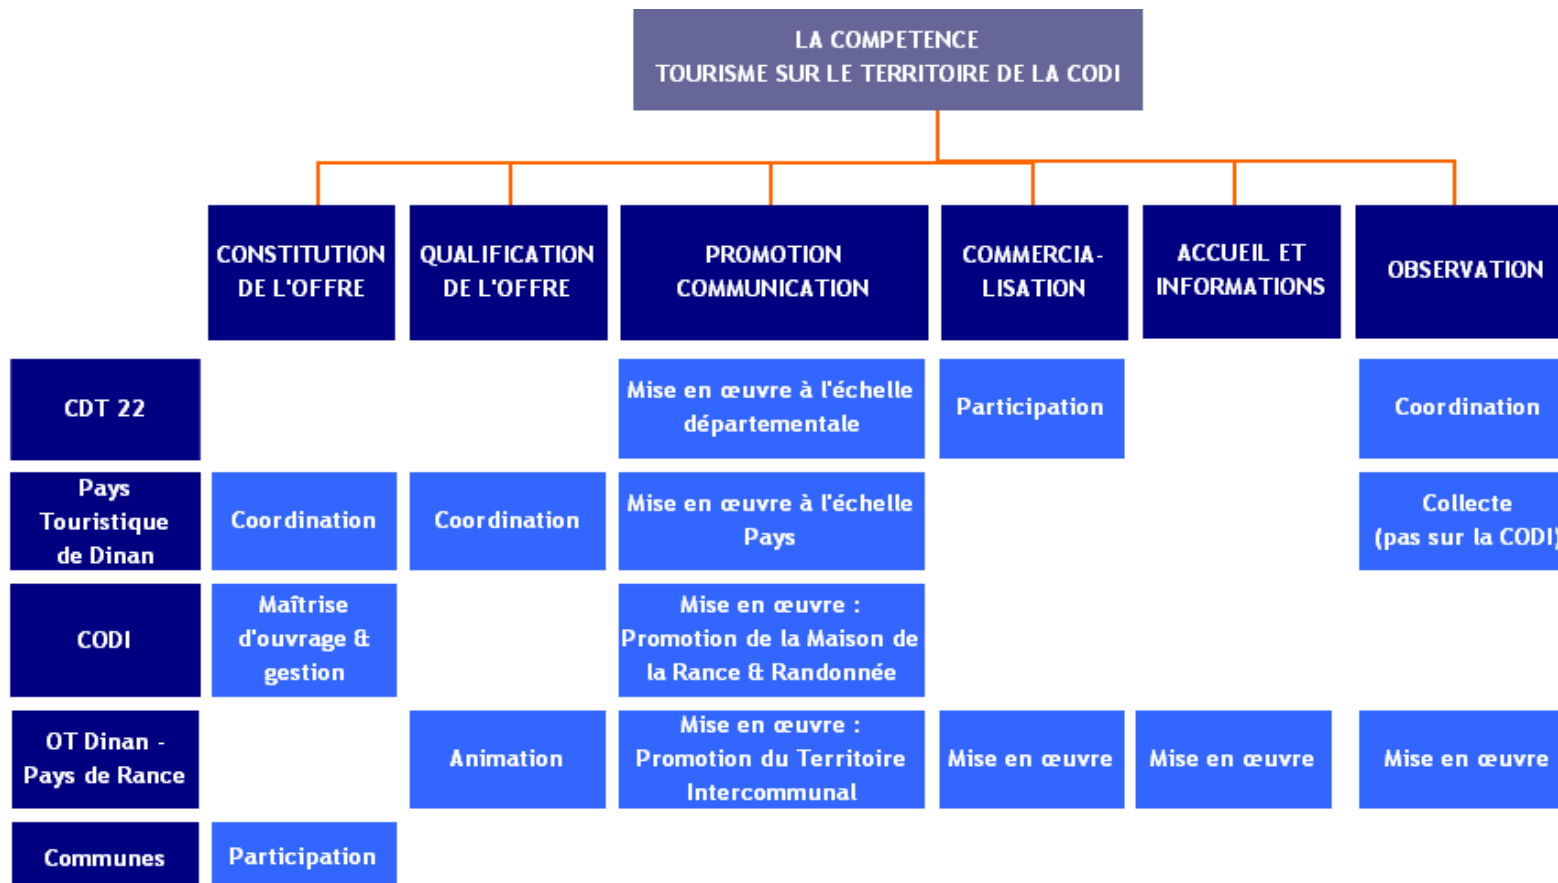 LA COMPETENCE
TOURISME SUR LE TERRITOIRE DE LA CODI
CONSTITUTION
DE L'OFFRE
QUALIFICATION
DE L'OFFRE
PROMOTION
COMMUNICATION
COMMERCIA-
LISATION
ACCUEIL ET
INFORMATIONS
OBSERVATION
CDT 22
Mise en œuvre à l'échelle
départementale
Participation
Coordination
Pays
Touristique
de Dinan
Coordination
Coordination
Mise en œuvre à l'échelle
Pays
Collecte
(pas sur la CODI)
CODI
Maîtrise
d'ouvrage &
gestion
Mise en œuvre :
Promotion de la Maison de
la Rance & Randonnée
OT Dinan -
Pays de Rance
Animation
Mise en œuvre :
Promotion du Territoire
Intercommunal
Mise en œuvre
Mise en œuvre
Mise en œuvre
Communes
Participation